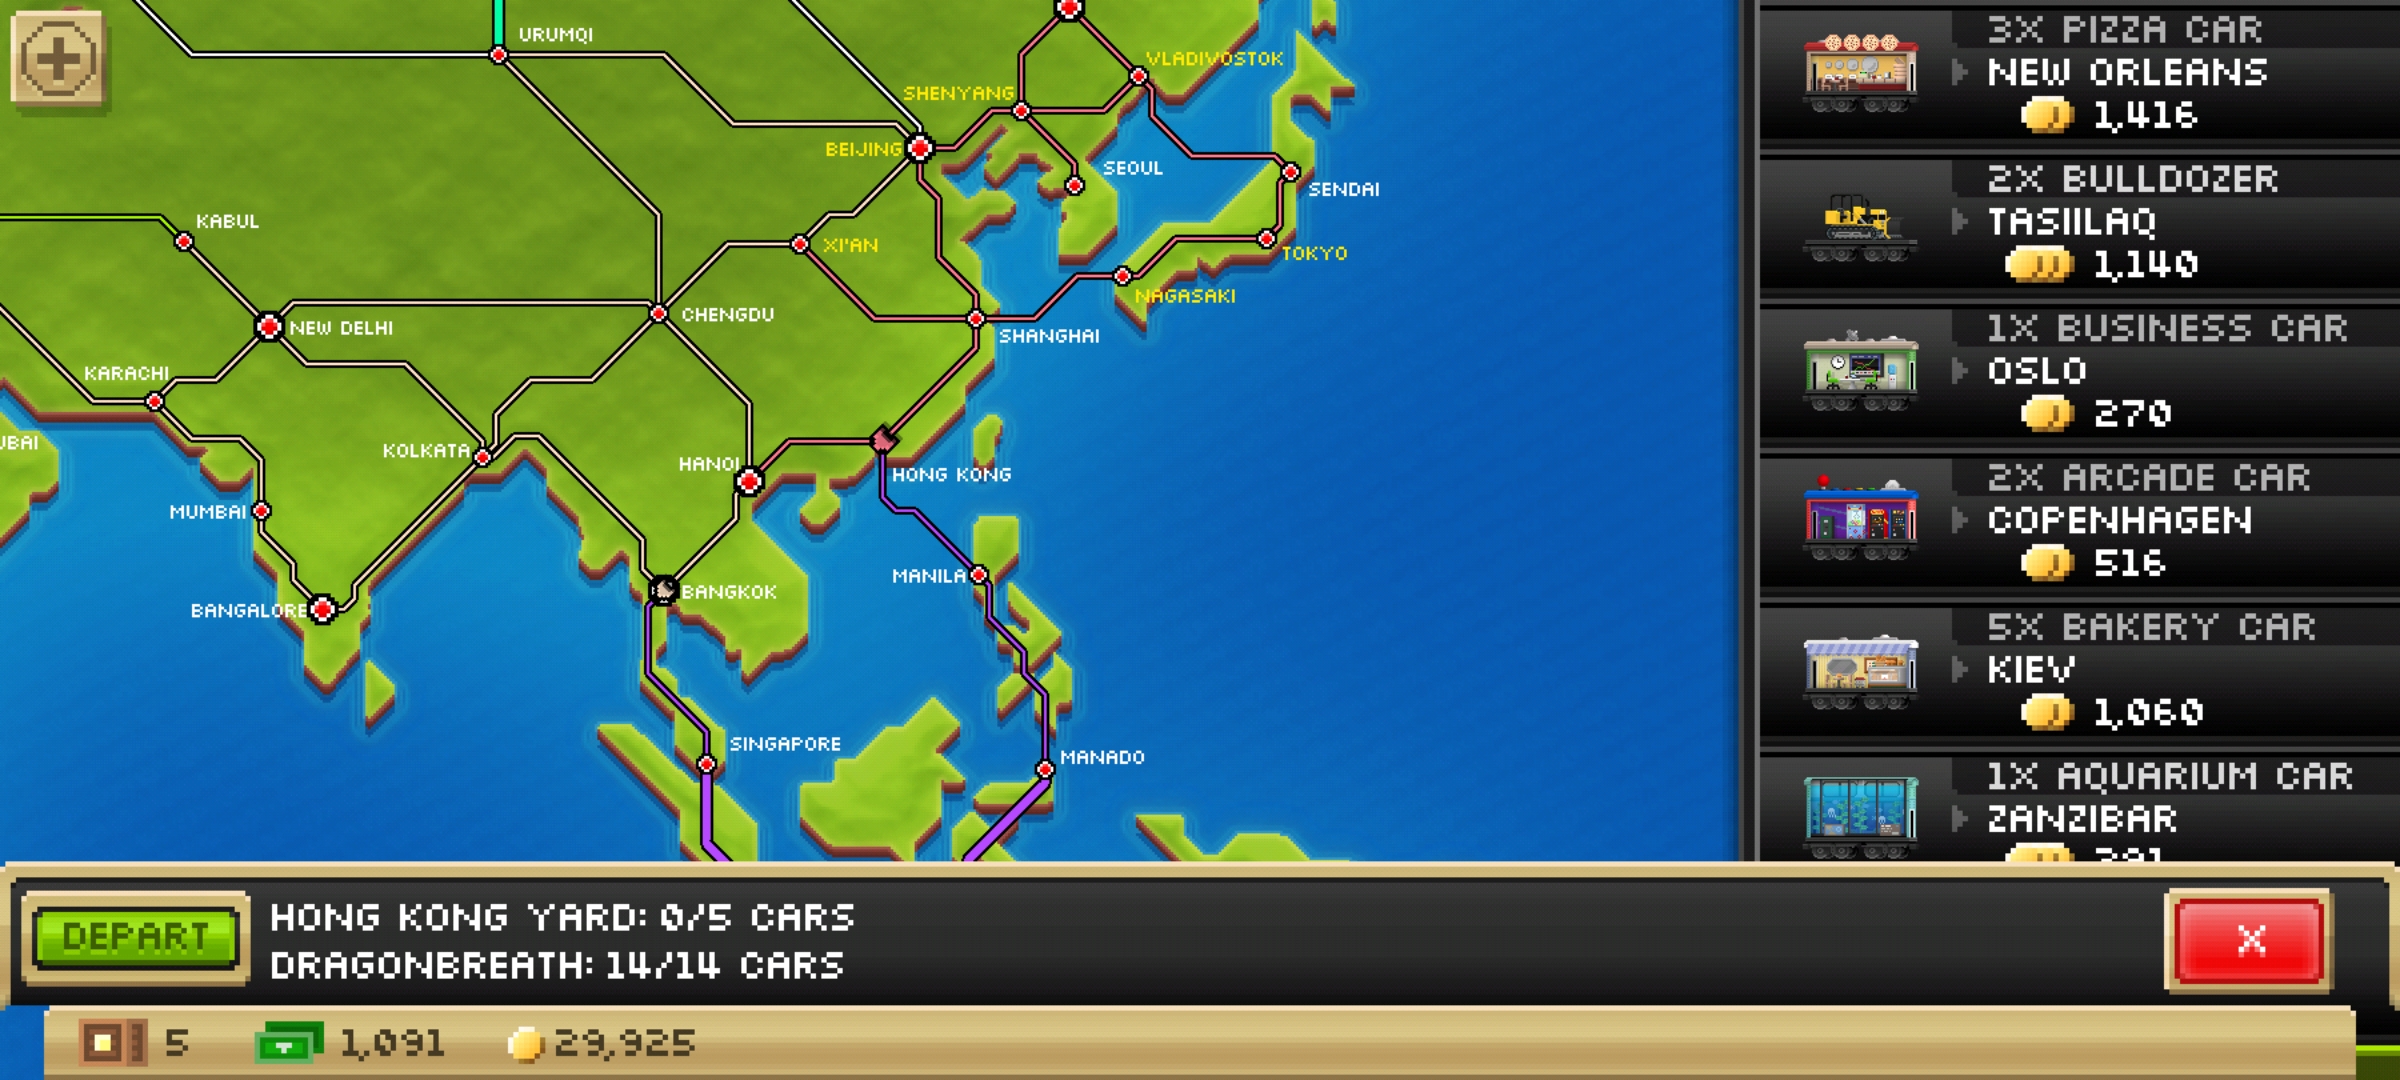 URUMQI
VLADIVOSTOK
SHENYANG
BEIJING
SEOUL
SENDAI
KABUL
XI'AN
TOKYO
NAGASAKI
NEW DELHI
CHENGDU
SHANGHAI
KARACHI
UBAI
KOLKATA
HANOI
HONG KONG
MUMBAI
MANILA
BANGKOK
BANGALORE
SINGAPORE
MANADO
3X PIZZA CAR
NEW ORLEANS
1,416
2X BULLDOZER
TASIILAQ
1,140
1X BUSINESS CAR
OSLO
270
2X ARCADE CAR
COPENHAGEN
516
5X BAKERY CAR
KIEV
1,060
1X AQUARIUM CAR
ZANZIBAR
DEPART
HONG KONG YARD: 0/5 CARS
DRAGONBREATH: 14/14 CARS
X
5
1,091
29,925